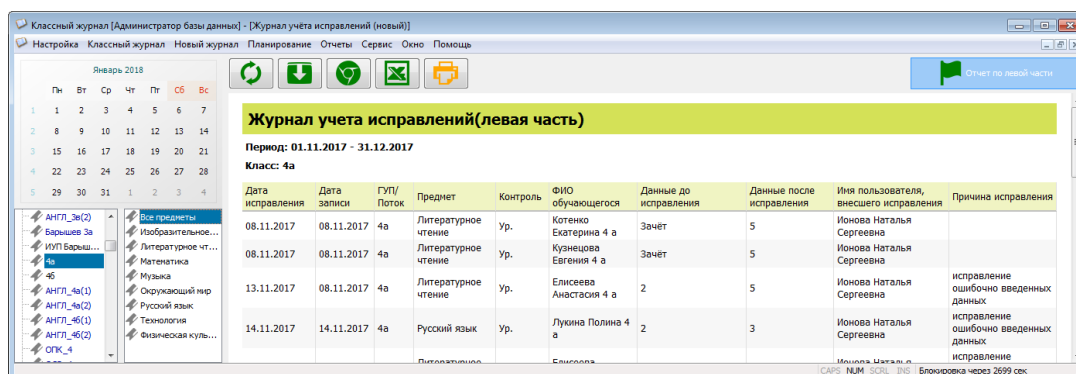 Классный журнал [Администратор базы данных] - [Журнал учёта исправлений (новый)]
Настройка Классный журнал Новый журнал Планирование Отчеты Сервис Окно Помощь
Январь 2018
Пн Вт Ср Чт Пт Сб Вс
1 1 2 3 4 5 6 7
2 8 9 10 11 12 13 14
3 15 16 17 18 19 20 21
4 22 23 24 25 26 27 28
5 29 30 31 1 2 3 4
АНГЛ_3в(2)
Барышев 3а
ИУП Барыш...
4а
4б
АНГЛ_4а(1)
АНГЛ_4а(2)
АНГЛ_4б(1)
АНГЛ_4б(2)
ОПК_4
Все предметы
Изобразительное...
Литературное чт...
Математика
Музыка
Окружающий мир
Русский язык
Технология
Физическая куль...
Отчет по левой части
Журнал учета исправлений(левая часть)
Период: 01.11.2017 - 31.12.2017
Класс: 4а
Дата исправления Дата записи ГУП/ Поток Предмет Контроль ФИО обучающегося Данные до исправления Данные после исправления Имя пользователя, внесшего исправления Причина исправления
08.11.2017 08.11.2017 4а Литературное чтение Ур. Котенко Екатерина 4 а Зачёт 5 Ионова Наталья Сергеевна
08.11.2017 08.11.2017 4а Литературное чтение Ур. Кузнецова Евгения 4 а Зачёт 5 Ионова Наталья Сергеевна
13.11.2017 08.11.2017 4а Литературное чтение Ур. Елисеева Анастасия 4 а 2 5 Ионова Наталья Сергеевна исправление ошибочно введенных данных
14.11.2017 14.11.2017 4а Русский язык Ур. Лукина Полина 4 а 2 3 Ионова Наталья Сергеевна исправление ошибочно введенных данных
Литературное Елисеева Ионова Наталья исправление
CAPS NUM SCRL INS Блокировка через 2699 сек